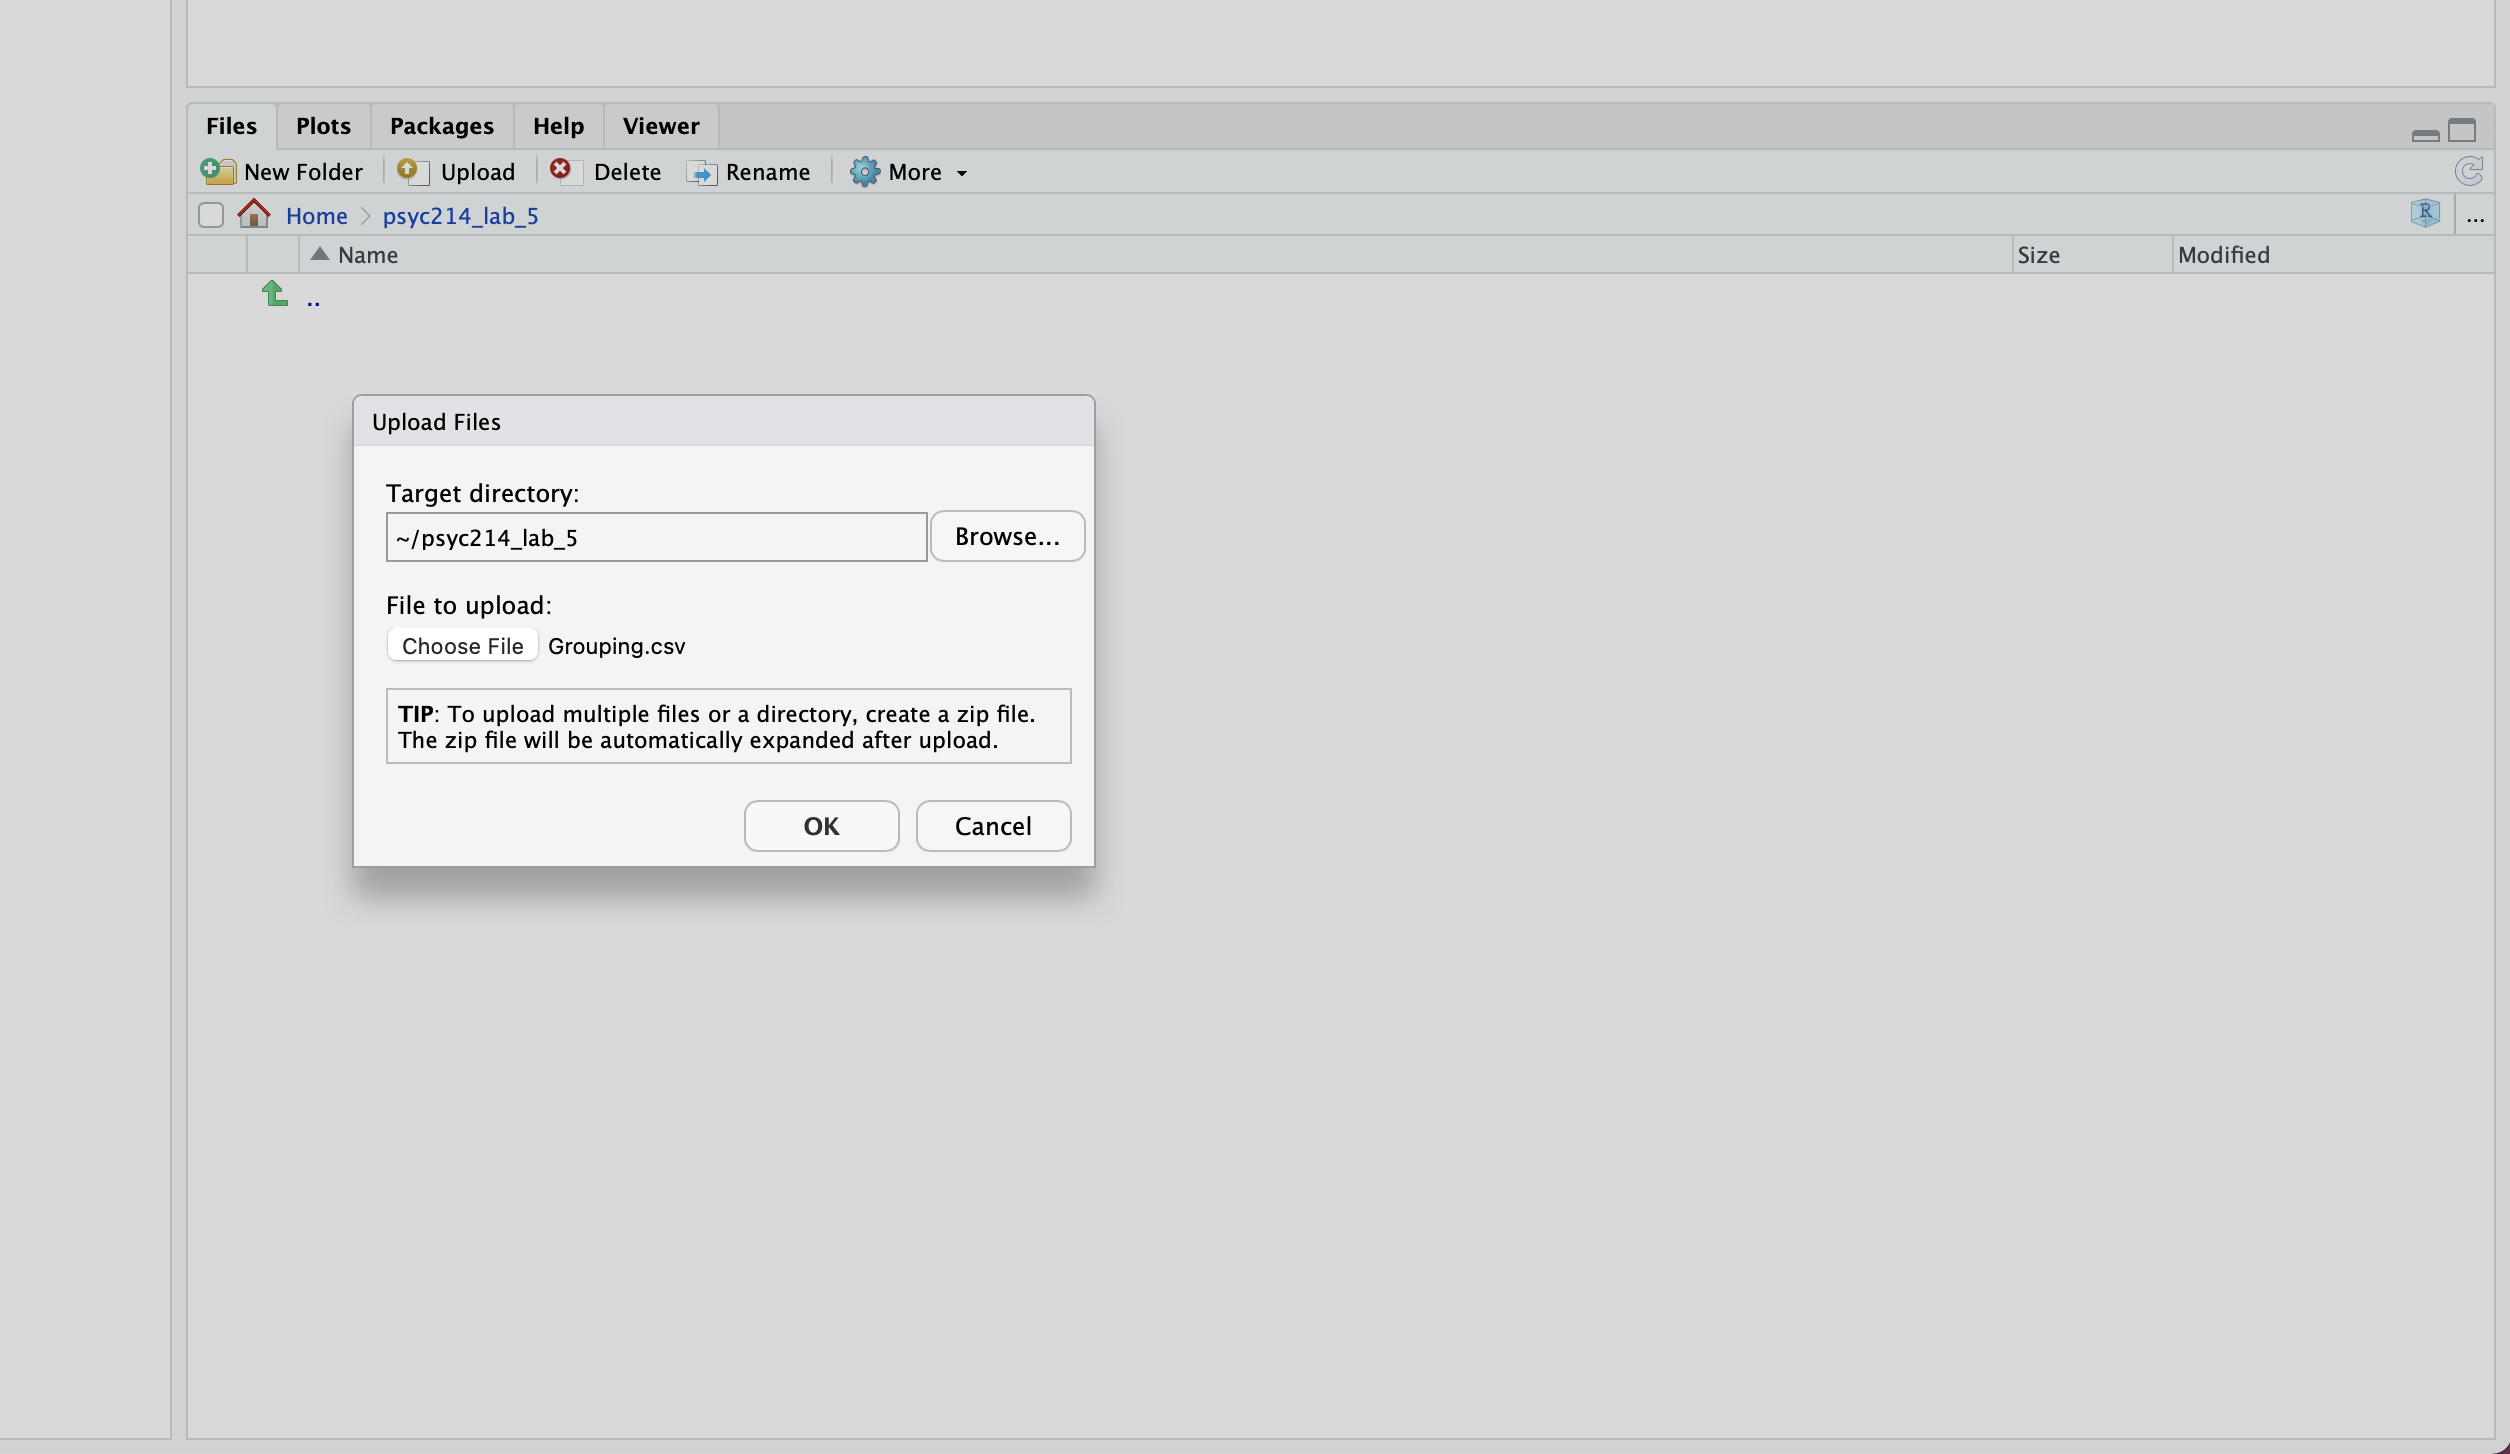 Files Plots Packages Help Viewer
New Folder Upload Delete Rename More
Home psyc214_lab_5 R ...
Name Size Modified
..
Upload Files
Target directory:
~/psyc214_lab_5 Browse...
File to upload:
Choose File Grouping.csv
TIP: To upload multiple files or a directory, create a zip file.
The zip file will be automatically expanded after upload.
OK Cancel